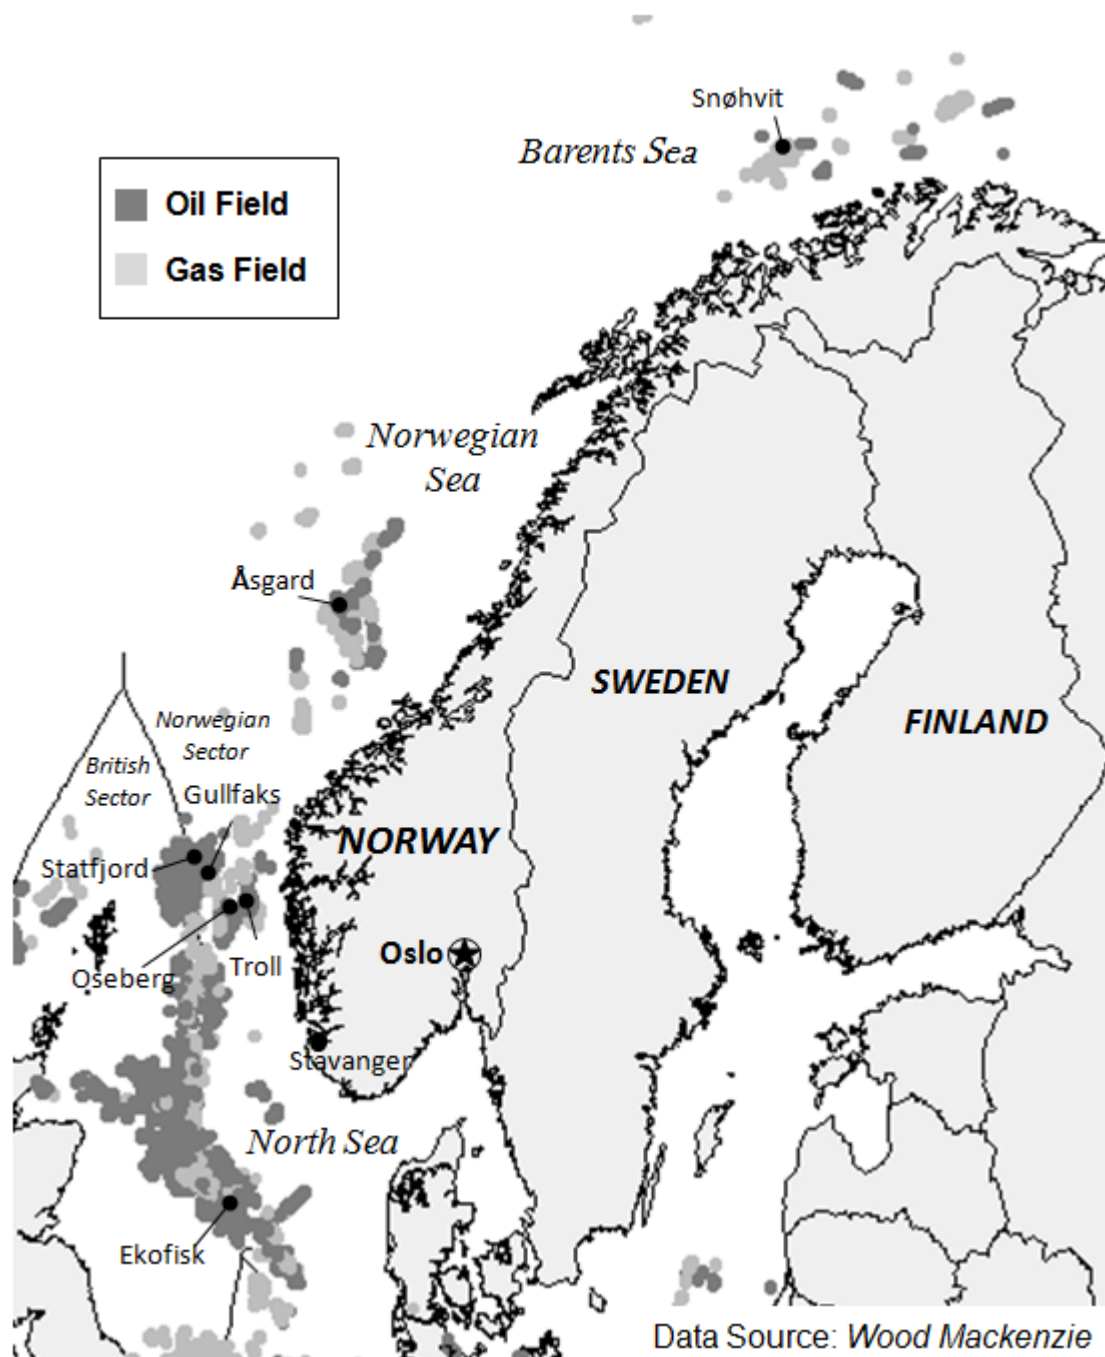 Snøhvit
Barents Sea
Oil Field
Gas Field
Norwegian
Sea
Åsgard
SWEDEN
FINLAND
Norwegian
Sector
British
Sector
Gullfaks
NORWAY
Statfjord
Oslo
Oseberg
Troll
Stavanger
North Sea
Ekofisk
Data Source: Wood Mackenzie